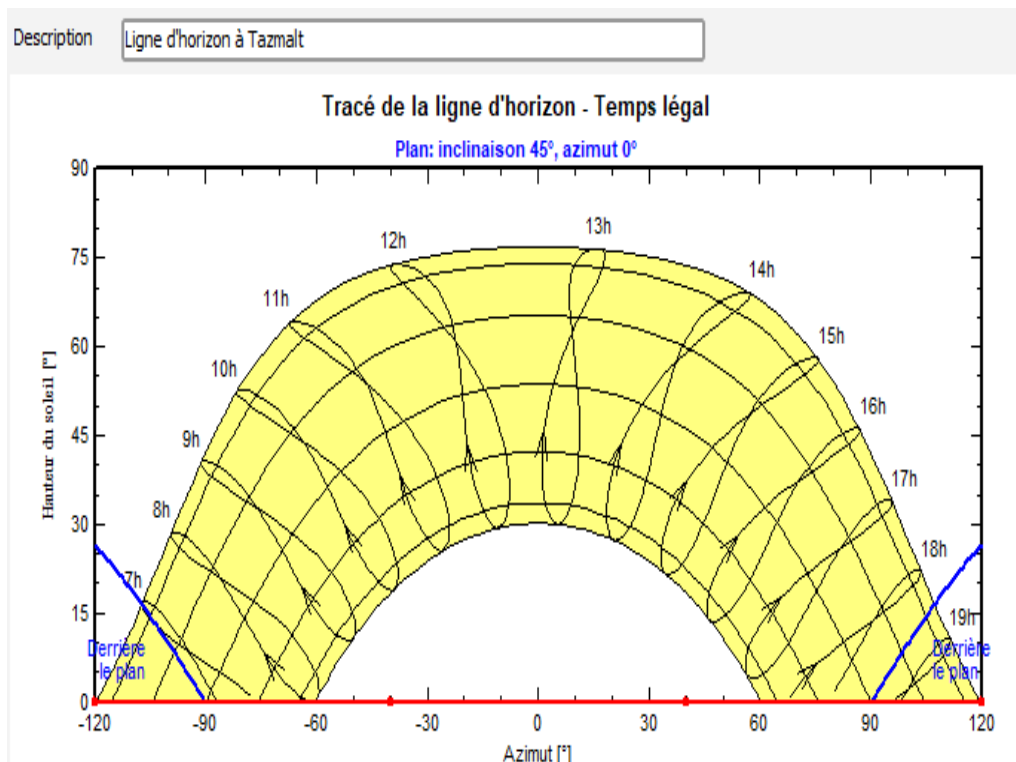 Description Ligne d'horizon à Tazmalt
Tracé de la ligne d'horizon - Temps légal
Plan: inclinaison 45°, azimut 0°
90
75
60
45
30
15
0
Hauteur du soleil [°]
7h
8h
9h
10h
11h
12h
13h
14h
15h
16h
17h
18h
19h
Derrière
le plan
Derrière
le plan
-120 -90 -60 -30 0 30 60 90 120
Azimut [°]